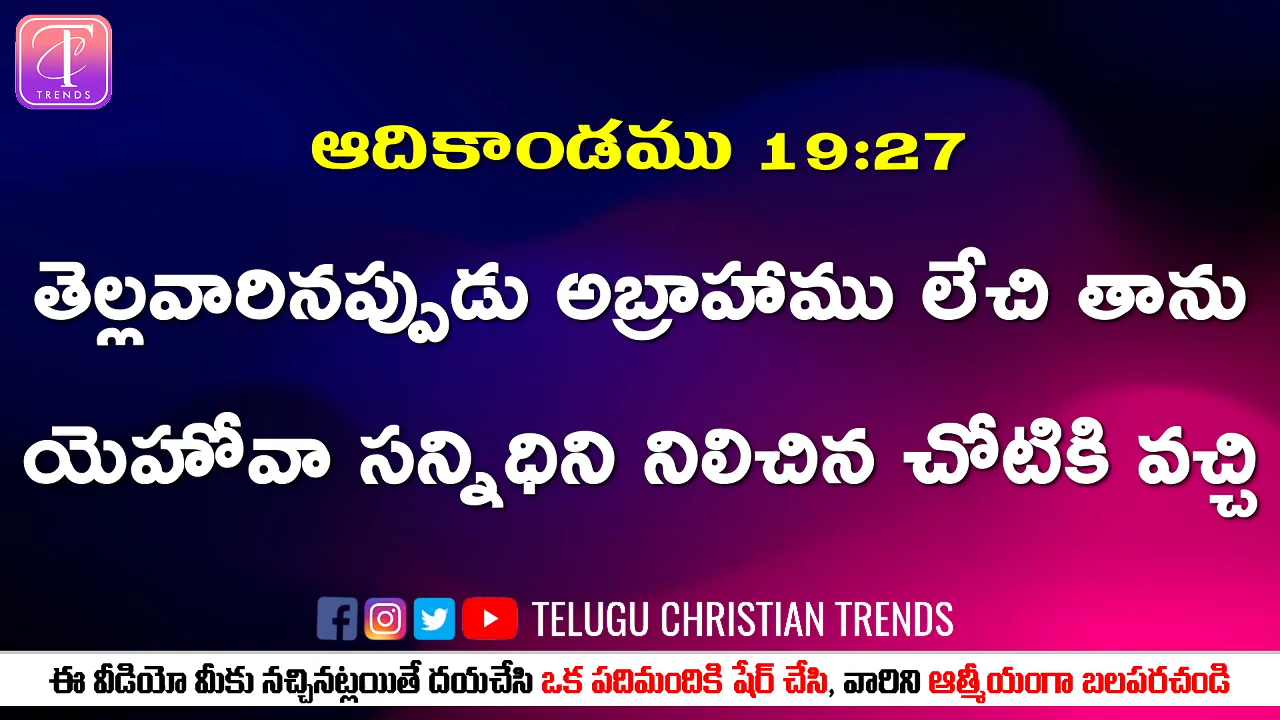 TC
TRENDS
ఆదికాండము 19:27
తెల్లవారినప్పుడు అబ్రాహాము లేచి తాను
యెహోవా సన్నిధిని నిలిచిన చోటికి వచ్చి
TELUGU CHRISTIAN TRENDS
ఈ వీడియో మీకు నచ్చినట్లయితే దయచేసి ఒక పదిమందికి షేర్ చేసి, వారిని ఆత్మీయంగా బలపరచండి